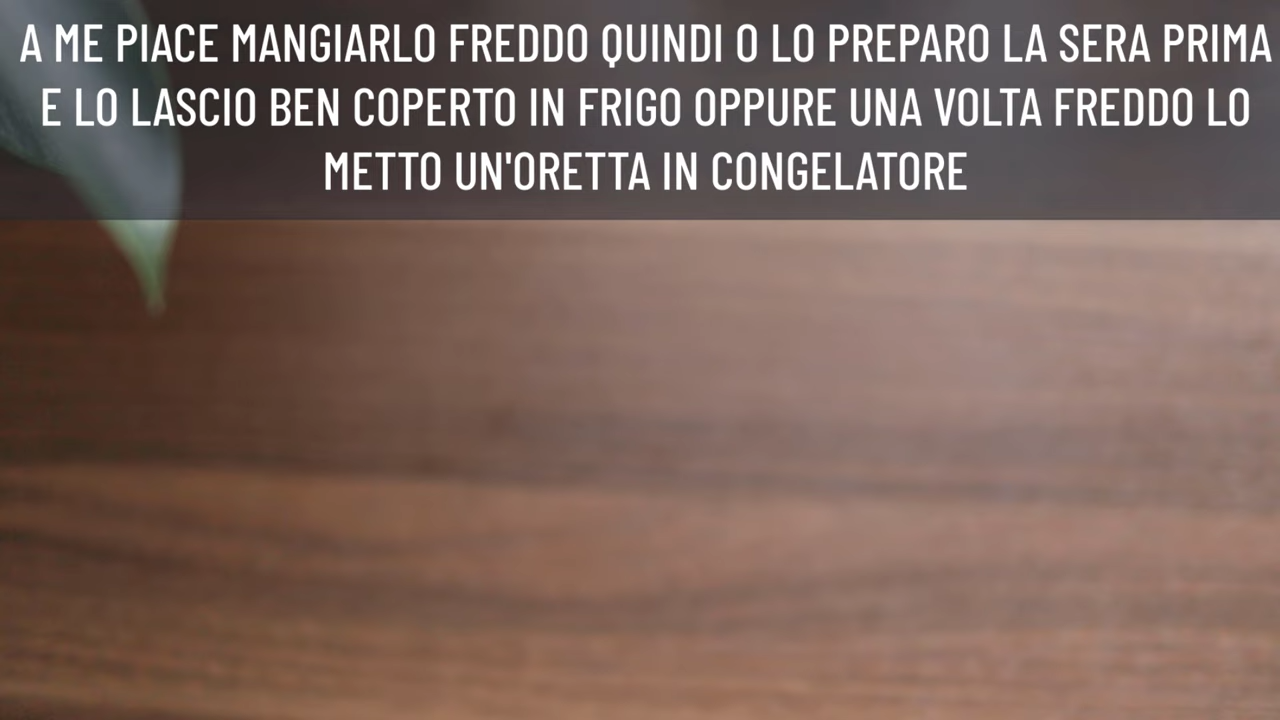 A ME PIACE MANGIARLO FREDDO QUINDI O LO PREPARO LA SERA PRIMA
E LO LASCIO BEN COPERTO IN FRIGO OPPURE UNA VOLTA FREDDO LO
METTO UN'ORETTA IN CONGELATORE